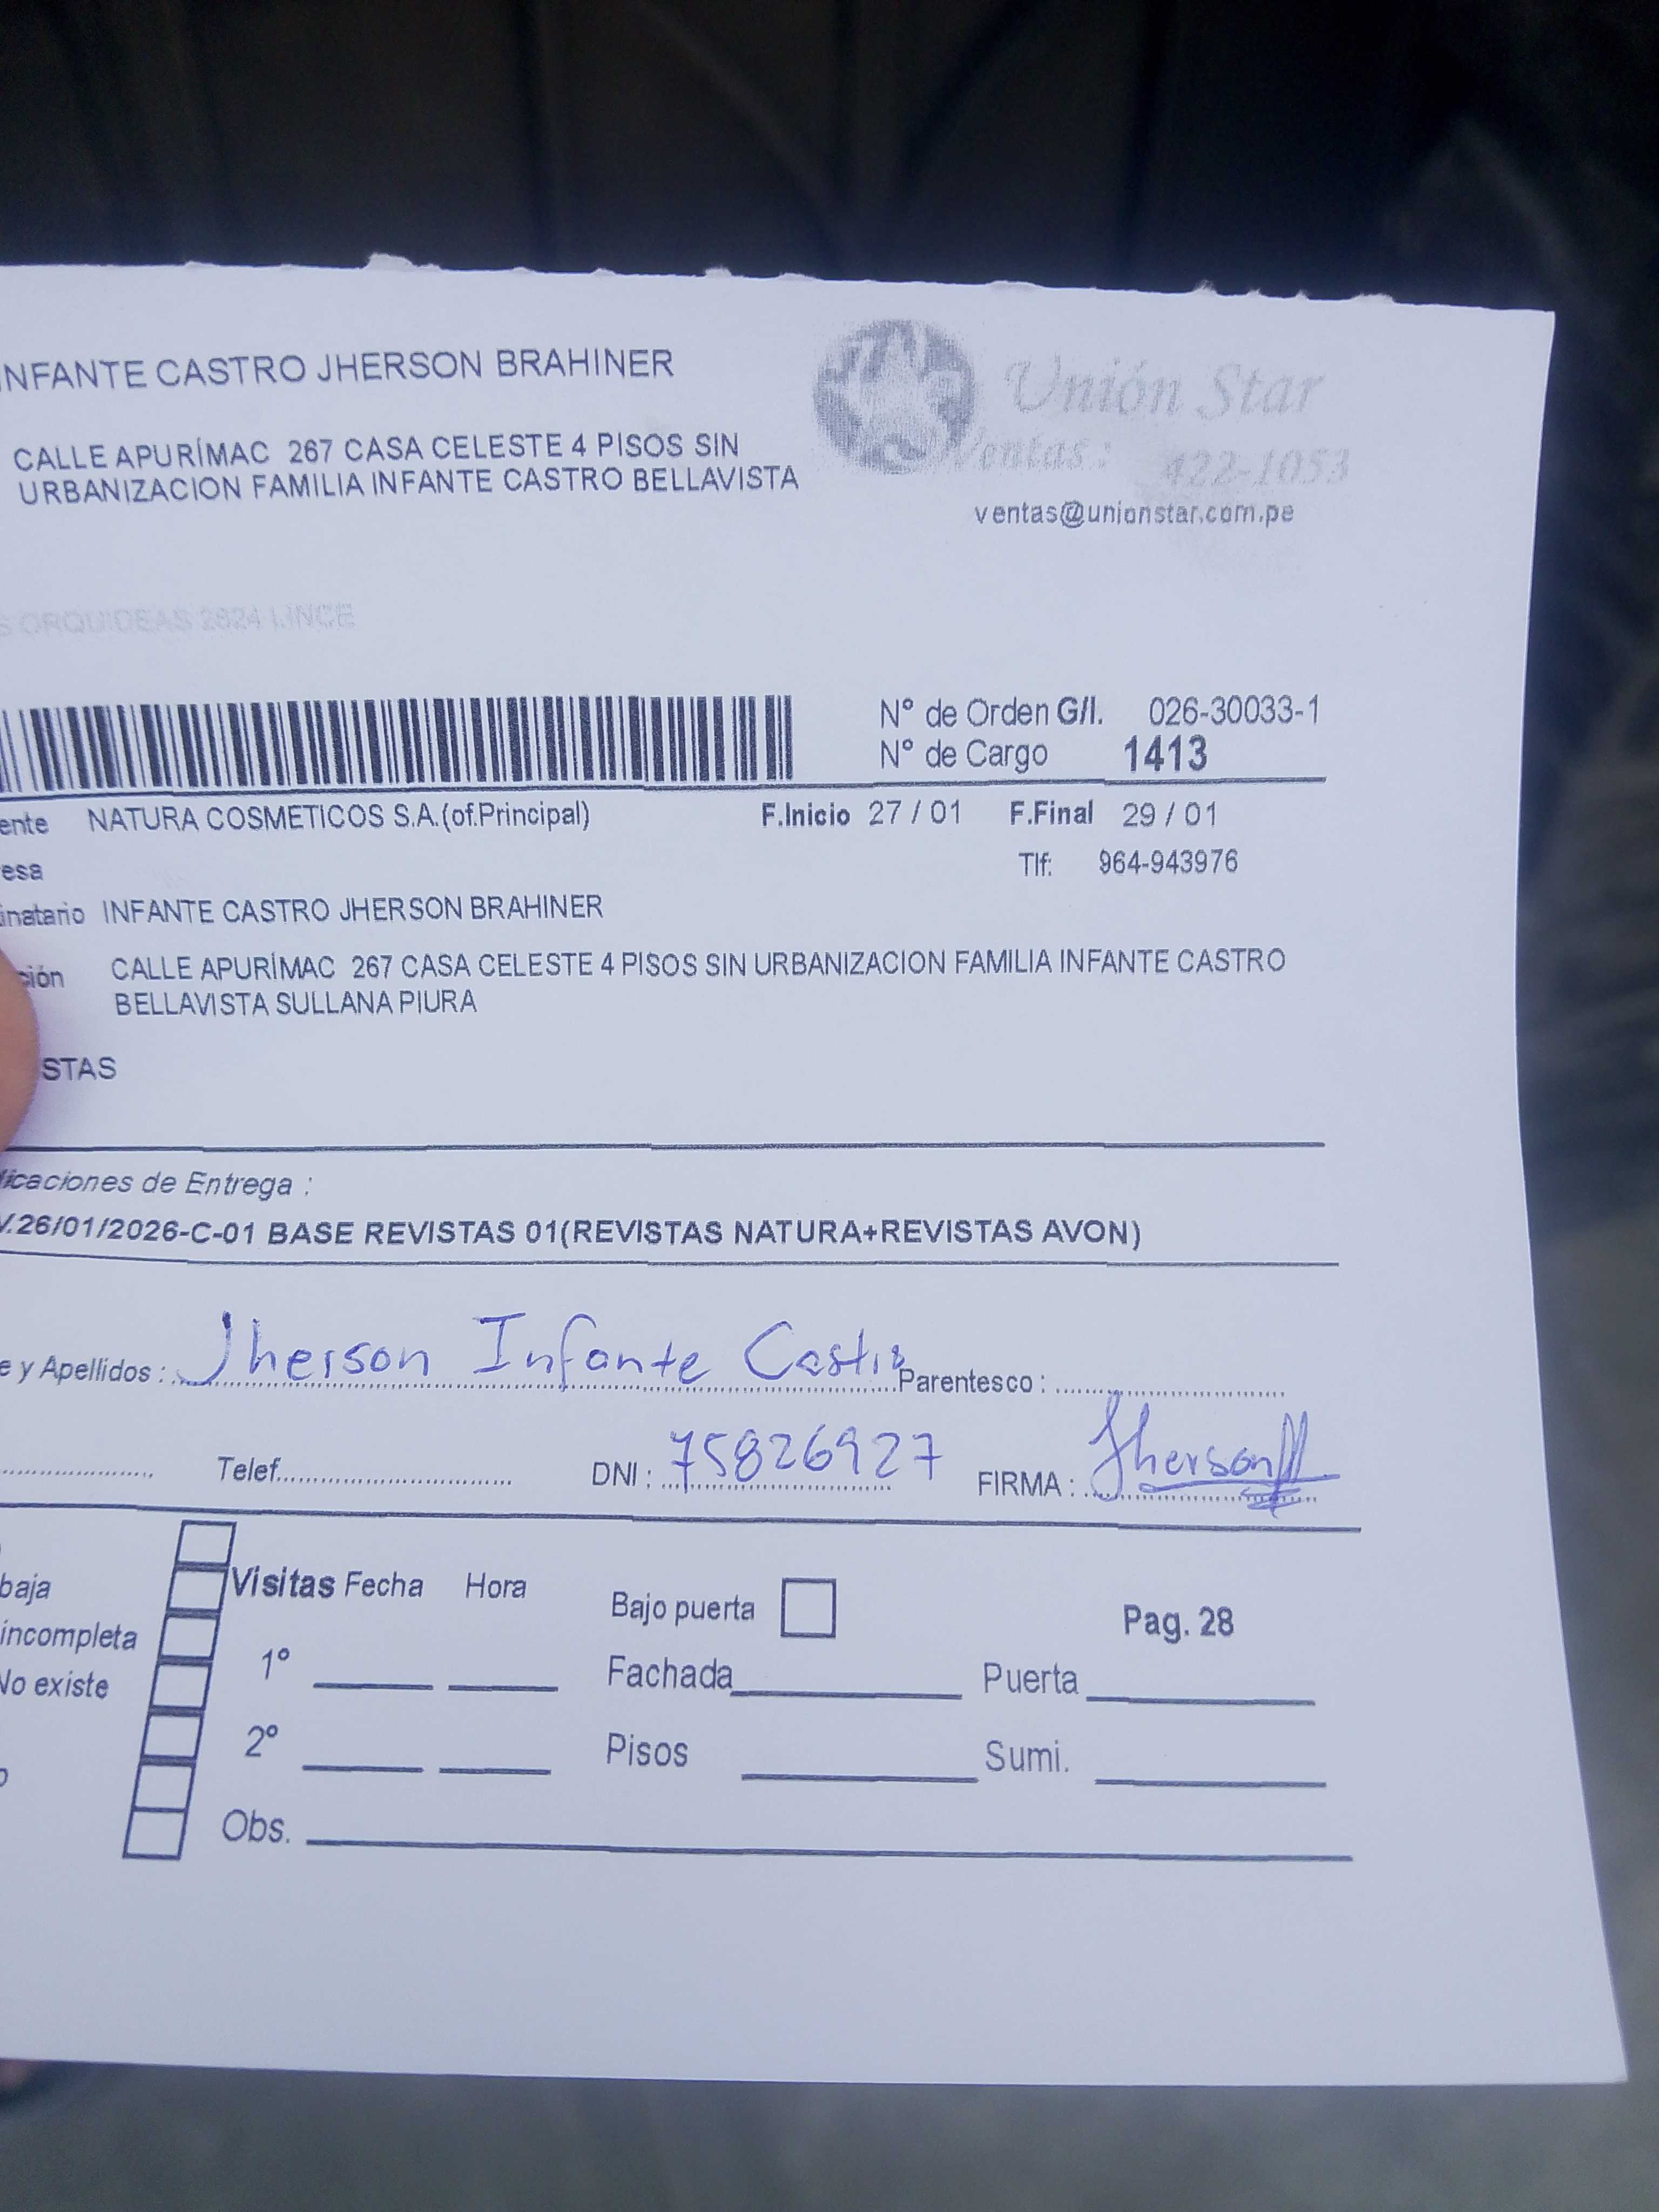 INFANTE CASTRO JHERSON BRAHINER
CALLE APURÍMAC 267 CASA CELESTE 4 PISOS SIN
URBANIZACION FAMILIA INFANTE CASTRO BELLAVISTA
Unión Star
Ventas: 422-1053
ventas@unionstar.com.pe
S ORQUIDEAS 2624 LINCE
N° de Orden G/I. 026-30033-1
N° de Cargo 1413
ente NATURA COSMETICOS S.A.(of.Principal) F.Inicio 27 / 01 F.Final 29 / 01
esa Tlf: 964-943976
inatario INFANTE CASTRO JHERSON BRAHINER
ción CALLE APURÍMAC 267 CASA CELESTE 4 PISOS SIN URBANIZACION FAMILIA INFANTE CASTRO
BELLAVISTA SULLANA PIURA
STAS
licaciones de Entrega :
V.26/01/2026-C-01 BASE REVISTAS 01(REVISTAS NATURA+REVISTAS AVON)
e y Apellidos : Jherson Infante Castro Parentesco :
Telef. DNI : 75826927 FIRMA : Jherson
Visitas Fecha Hora
baja
Bajo puerta
Pag. 28
incompleta
No existe
1° Fachada Puerta
2° Pisos Sumi.
Obs.